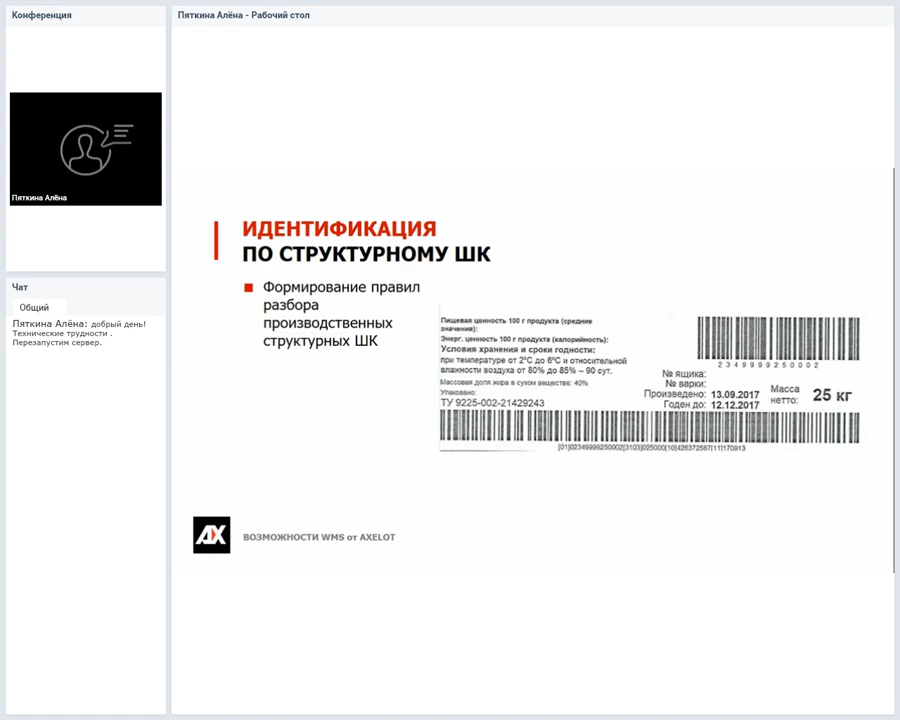 Конференция
Пяткина Алёна
Чат
Общий
Пяткина Алёна: добрый день!
Технические трудности .
Перезапустим сервер.
Пяткина Алёна - Рабочий стол
ИДЕНТИФИКАЦИЯ
ПО СТРУКТУРНОМУ ШК
Формирование правил
разбора
производственных
структурных ШК
Пищевая ценность 100 г продукта (средние
значения):
Энерг. ценность 100 г продукта (калорийность):
Условия хранения и сроки годности:
при температуре от 2°С до 6°С и относительной
влажности воздуха от 80% до 85% – 90 сут.
Массовая доля жира в сухом веществе: 40%
Упаковано:
ТУ 9225-002-21429243
2349999250002
№ ящика:
№ варки:
Произведено: 13.09.2017
Годен до: 12.12.2017
Масса
нетто:
25 кг
[01]02349999250002[3103]025000[10]426372567[11]170913
AX
ВОЗМОЖНОСТИ WMS от AXELOT